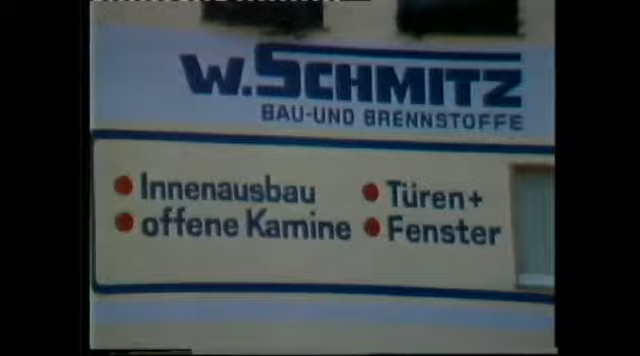 W. SCHMITZ
BAU-UND BRENNSTOFFE
Innenausbau
offene Kamine
Türen+
Fenster